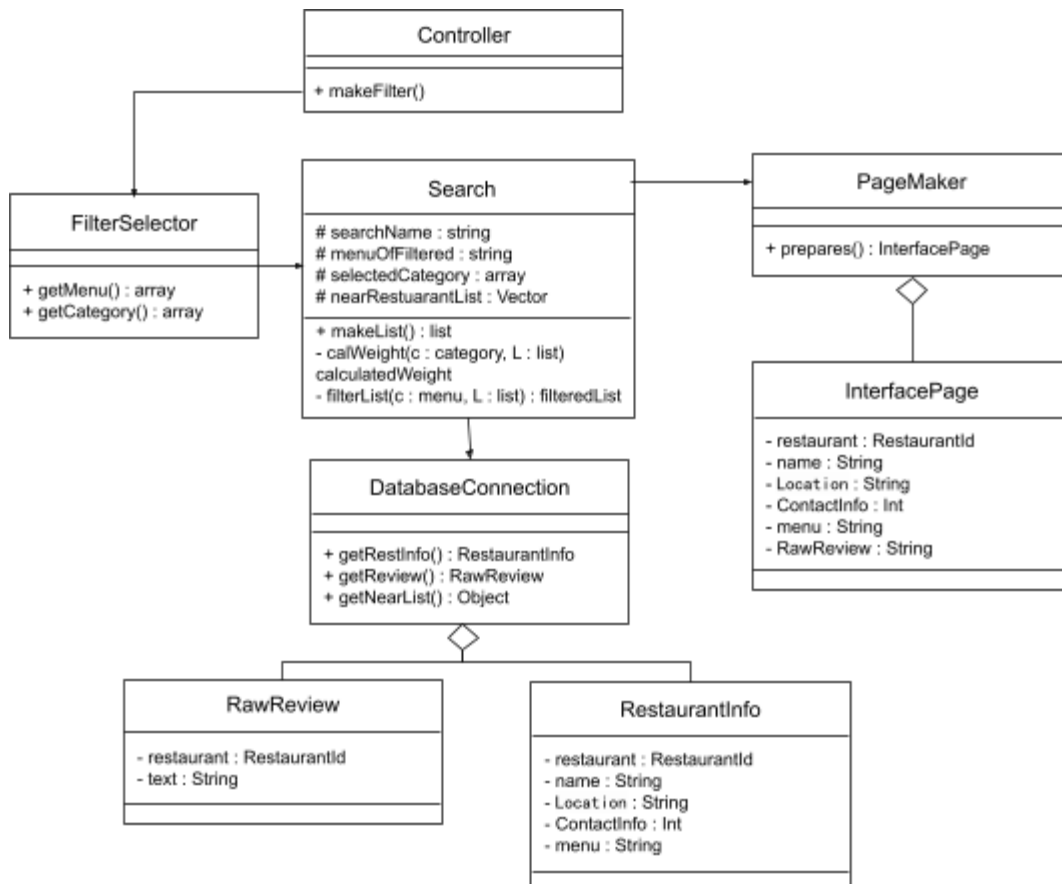 Controller
+ makeFilter()
FilterSelector
+ getMenu() : array
+ getCategory() : array
Search
# searchName : string
# menuOfFiltered : string
# selectedCategory : array
# nearRestuarantList : Vector
+ makeList() : list
- calWeight(c : category, L : list)
calculatedWeight
- filterList(c : menu, L : list) : filteredList
PageMaker
+ prepares() : InterfacePage
InterfacePage
- restaurant : RestaurantId
- name : String
- Location : String
- ContactInfo : Int
- menu : String
- RawReview : String
DatabaseConnection
+ getRestInfo() : RestaurantInfo
+ getReview() : RawReview
+ getNearList() : Object
RawReview
- restaurant : RestaurantId
- text : String
RestaurantInfo
- restaurant : RestaurantId
- name : String
- Location : String
- ContactInfo : Int
- menu : String